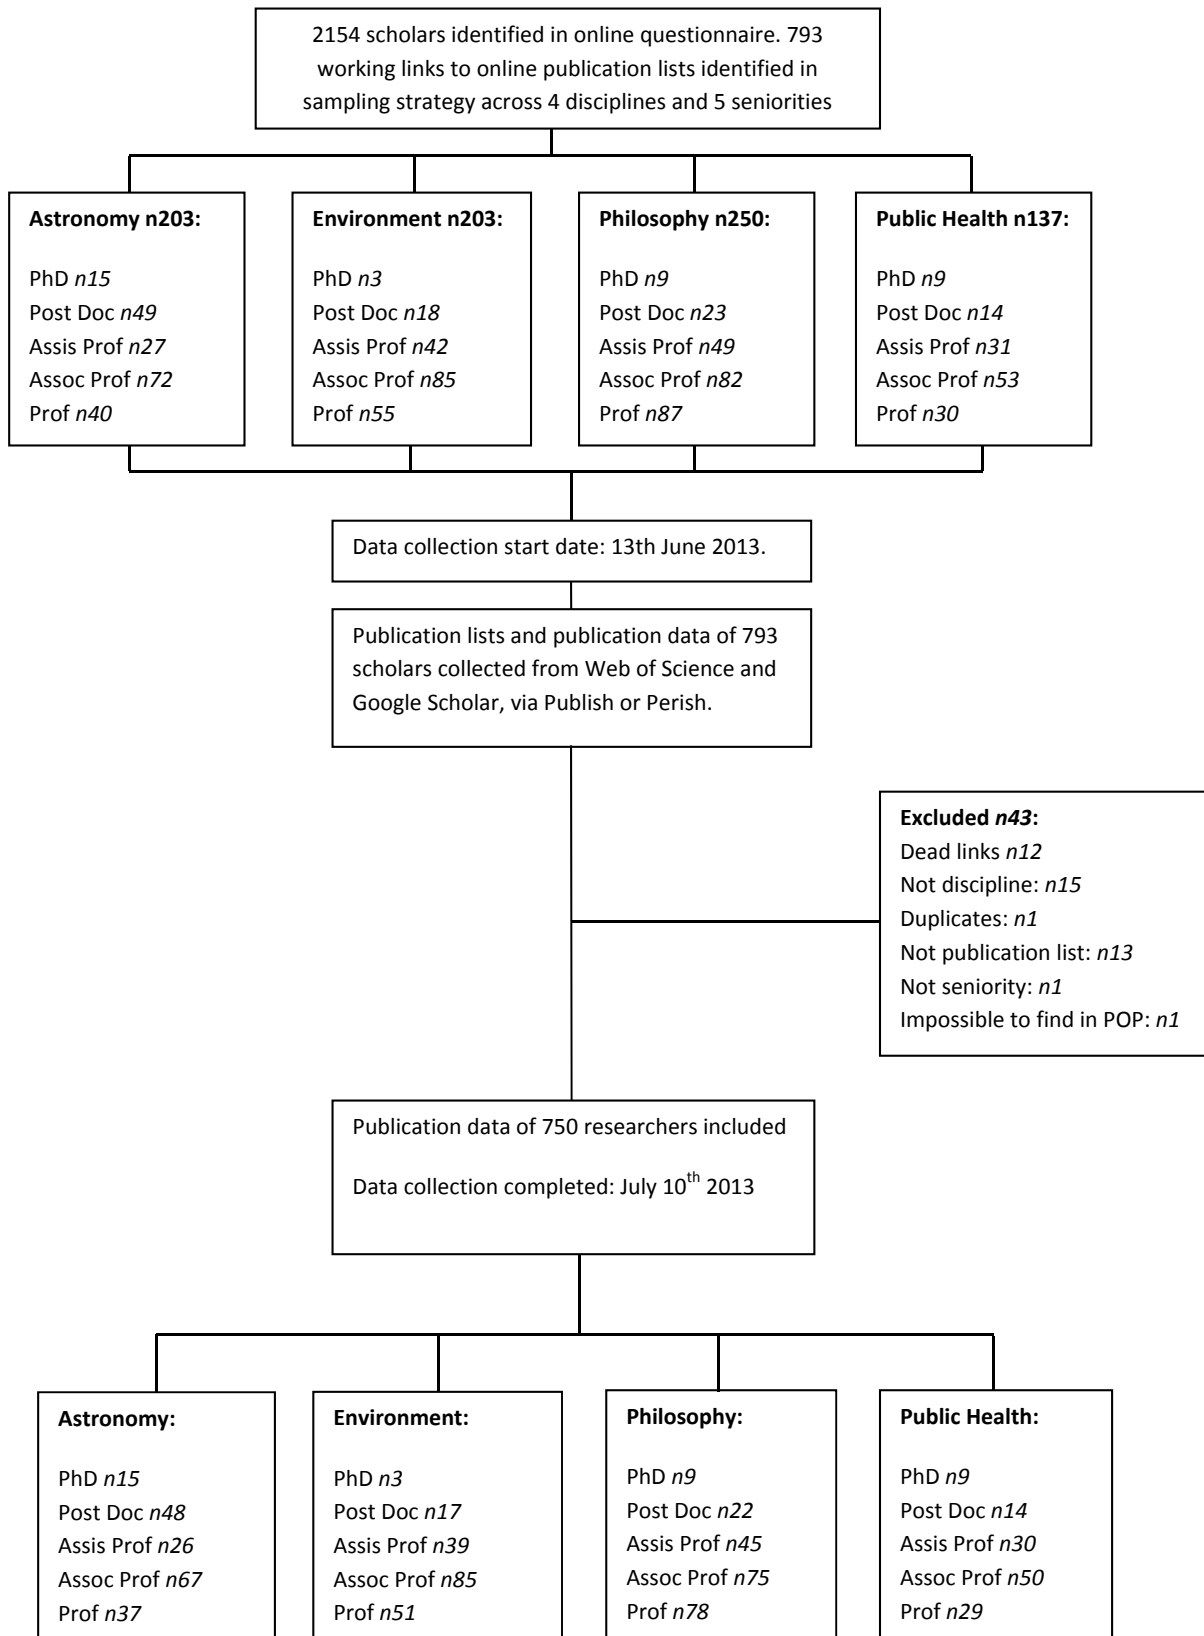 2154 scholars identified in online questionnaire. 793
working links to online publication lists identified in
sampling strategy across 4 disciplines and 5 seniorities
Astronomy n203:
PhD n15
Post Doc n49
Assis Prof n27
Assoc Prof n72
Prof n40
Environment n203:
PhD n3
Post Doc n18
Assis Prof n42
Assoc Prof n85
Prof n55
Philosophy n250:
PhD n9
Post Doc n23
Assis Prof n49
Assoc Prof n82
Prof n87
Public Health n137:
PhD n9
Post Doc n14
Assis Prof n31
Assoc Prof n53
Prof n30
Data collection start date: 13th June 2013.
Publication lists and publication data of 793
scholars collected from Web of Science and
Google Scholar, via Publish or Perish.
Excluded n43:
Dead links n12
Not discipline: n15
Duplicates: n1
Not publication list: n13
Not seniority: n1
Impossible to find in POP: n1
Publication data of 750 researchers included
Data collection completed: July 10th 2013
Astronomy:
PhD n15
Post Doc n48
Assis Prof n26
Assoc Prof n67
Prof n37
Environment:
PhD n3
Post Doc n17
Assis Prof n39
Assoc Prof n85
Prof n51
Philosophy:
PhD n9
Post Doc n22
Assis Prof n45
Assoc Prof n75
Prof n78
Public Health:
PhD n9
Post Doc n14
Assis Prof n30
Assoc Prof n50
Prof n29